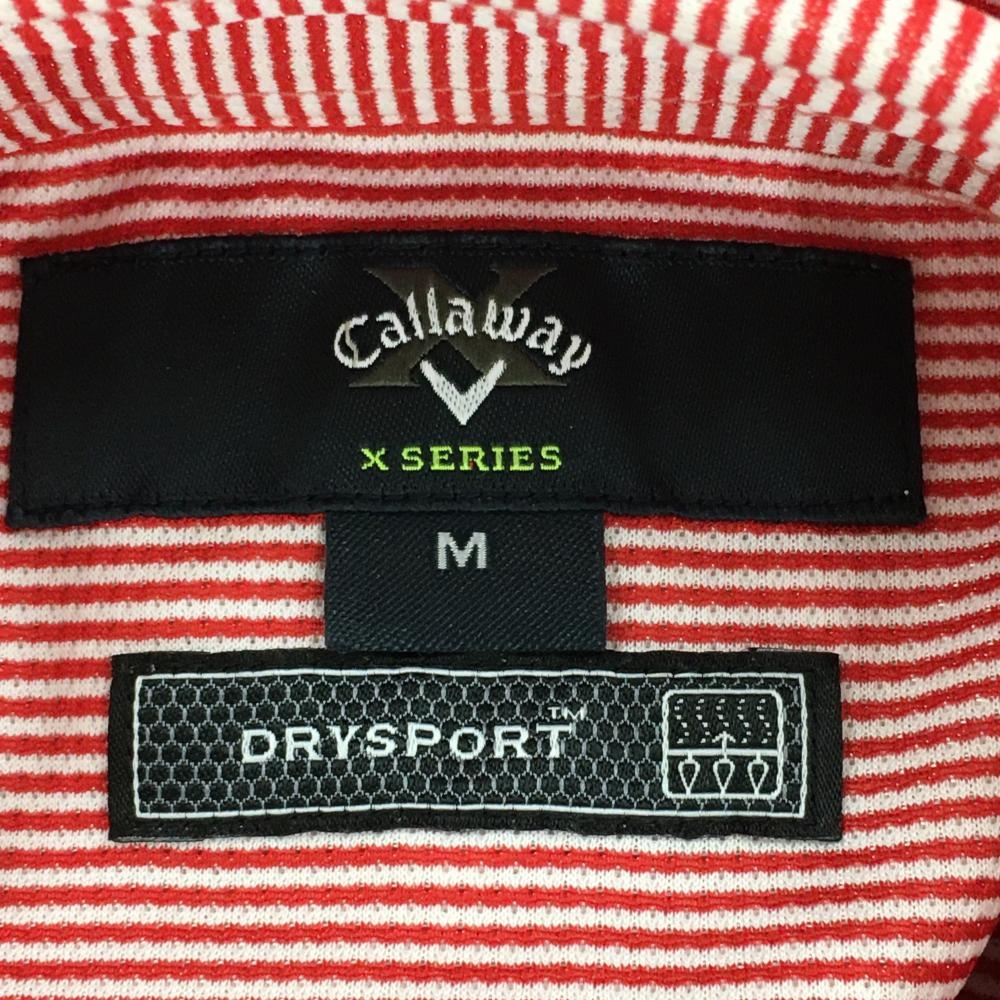 X
Callaway
X SERIES
M
DRYSPORT™